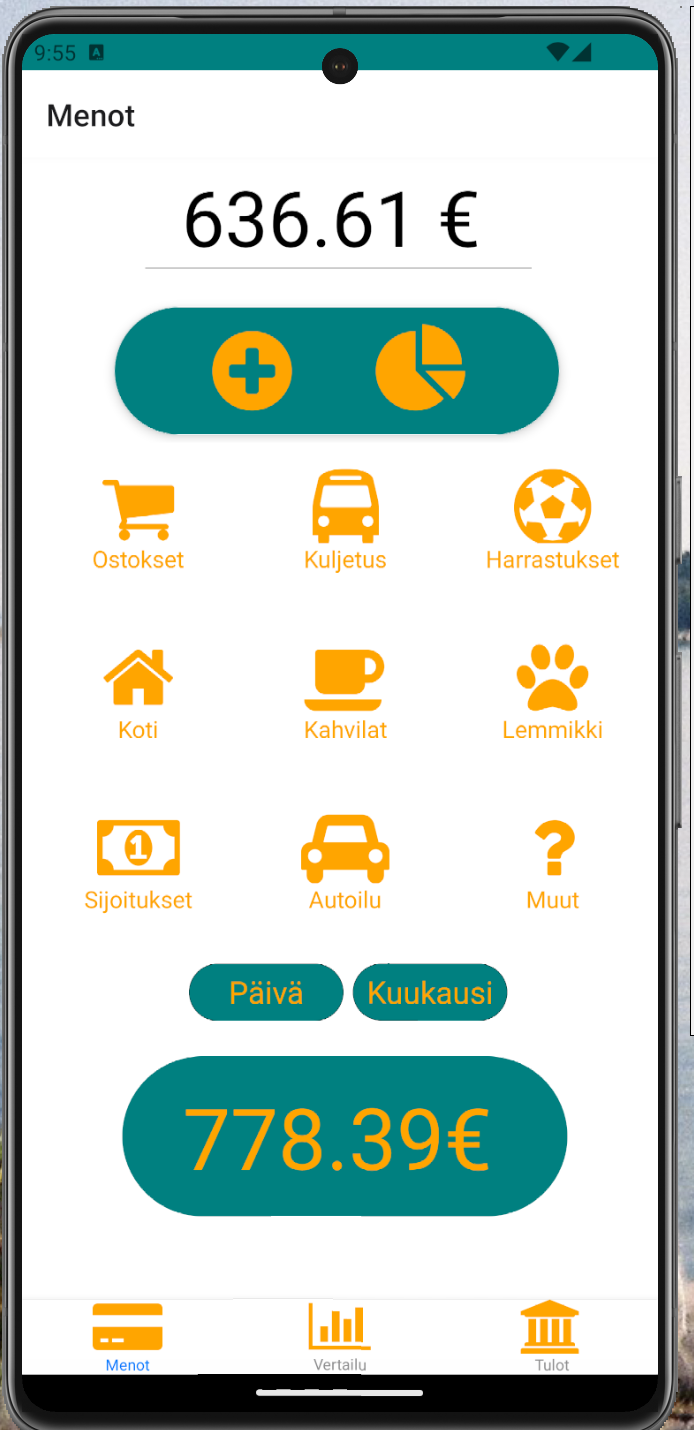 9:55 A
Menot
636.61 €
Ostokset Kuljetus Harrastukset
Koti Kahvilat Lemmikki
1
Sijoitukset Autoilu Muut
Päivä Kuukausi
778.39€
Menot Vertailu Tulot